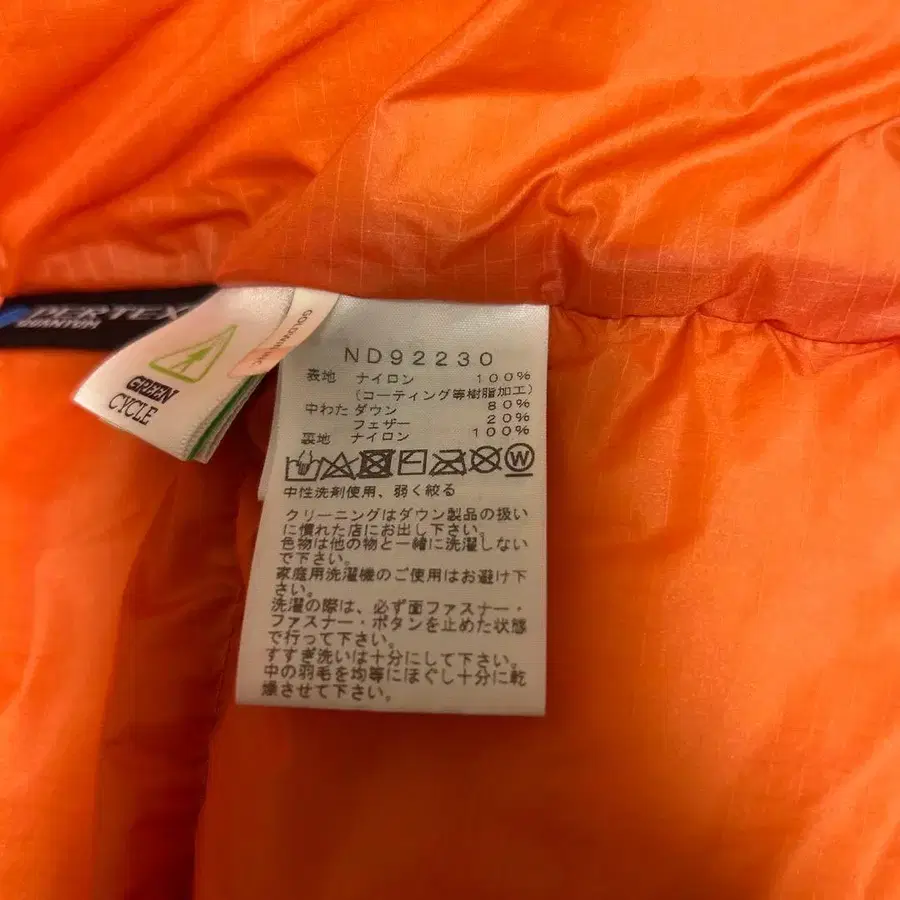 PERTEX
QUANTUM
GREEN
CYCLE
GOLDWIN INC.
ND92230
表地 ナイロン 100%
(コーティング等樹脂加工)
中わた ダウン 80%
フェザー 20%
裏地 ナイロン 100%
W
中性洗剤使用、弱く絞る
クリーニングはダウン製品の扱い
に慣れた店にお出し下さい。
色物は他の物と一緒に洗濯しない
で下さい。
家庭用洗濯機のご使用はお避け下
さい。
洗濯の際は、必ず面ファスナー・
ファスナー・ボタンを止めた状態
で行って下さい。
すすぎ洗いは十分にして下さい。
中の羽毛を均等にほぐし十分に乾
燥させて下さい。